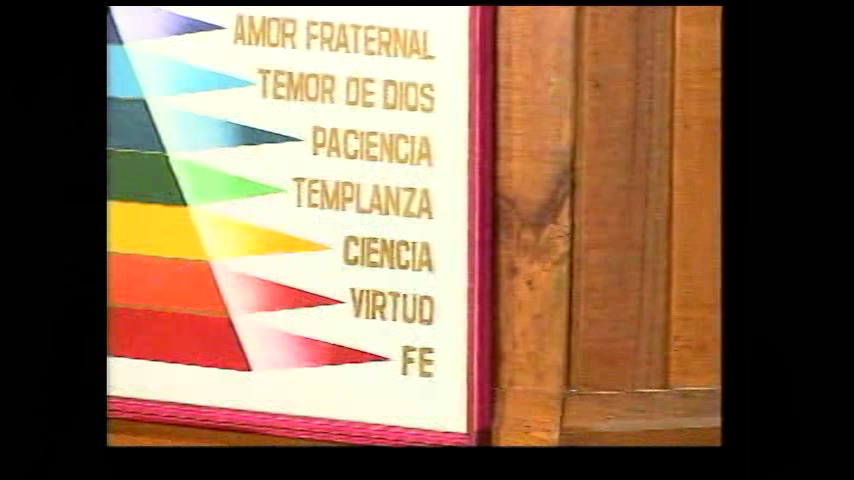 AMOR FRATERNAL
TEMOR DE DIOS
PACIENCIA
TEMPLANZA
CIENCIA
VIRTUD
FE